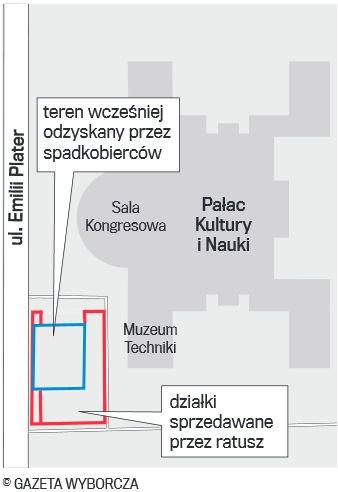 ul. Emilii Plater
teren wcześniej
odzyskany przez
spadkobierców
Sala
Kongresowa
Pałac
Kultury
i Nauki
Muzeum
Techniki
działki
sprzedawane
przez ratusz
© GAZETA WYBORCZA